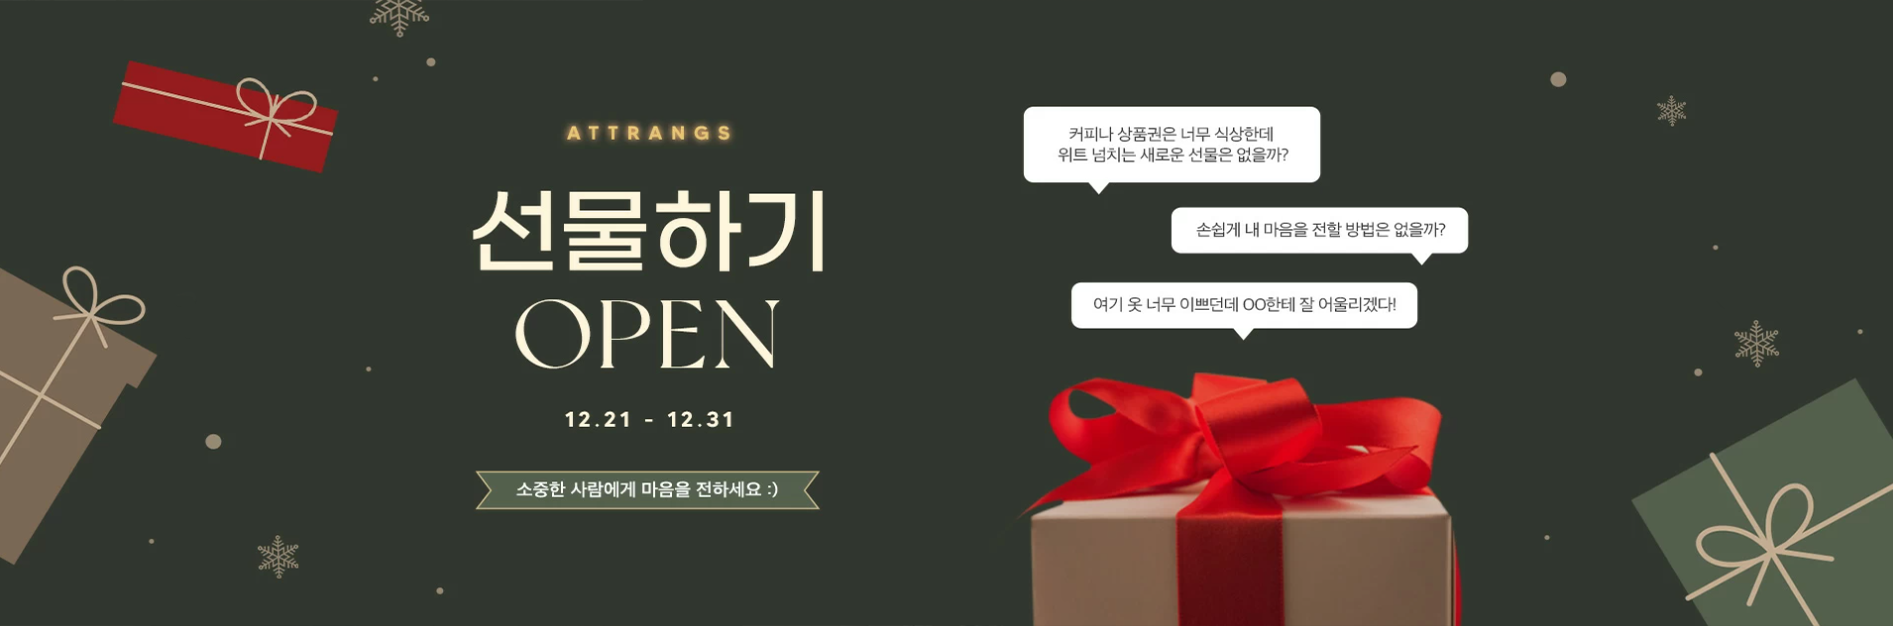 ATTRANGS
선물하기
OPEN
12.21 - 12.31
소중한 사람에게 마음을 전하세요 :)
커피나 상품권은 너무 식상한데
위트 넘치는 새로운 선물은 없을까?
손쉽게 내 마음을 전할 방법은 없을까?
여기 옷 너무 이쁘던데 OO한테 잘 어울리겠다!